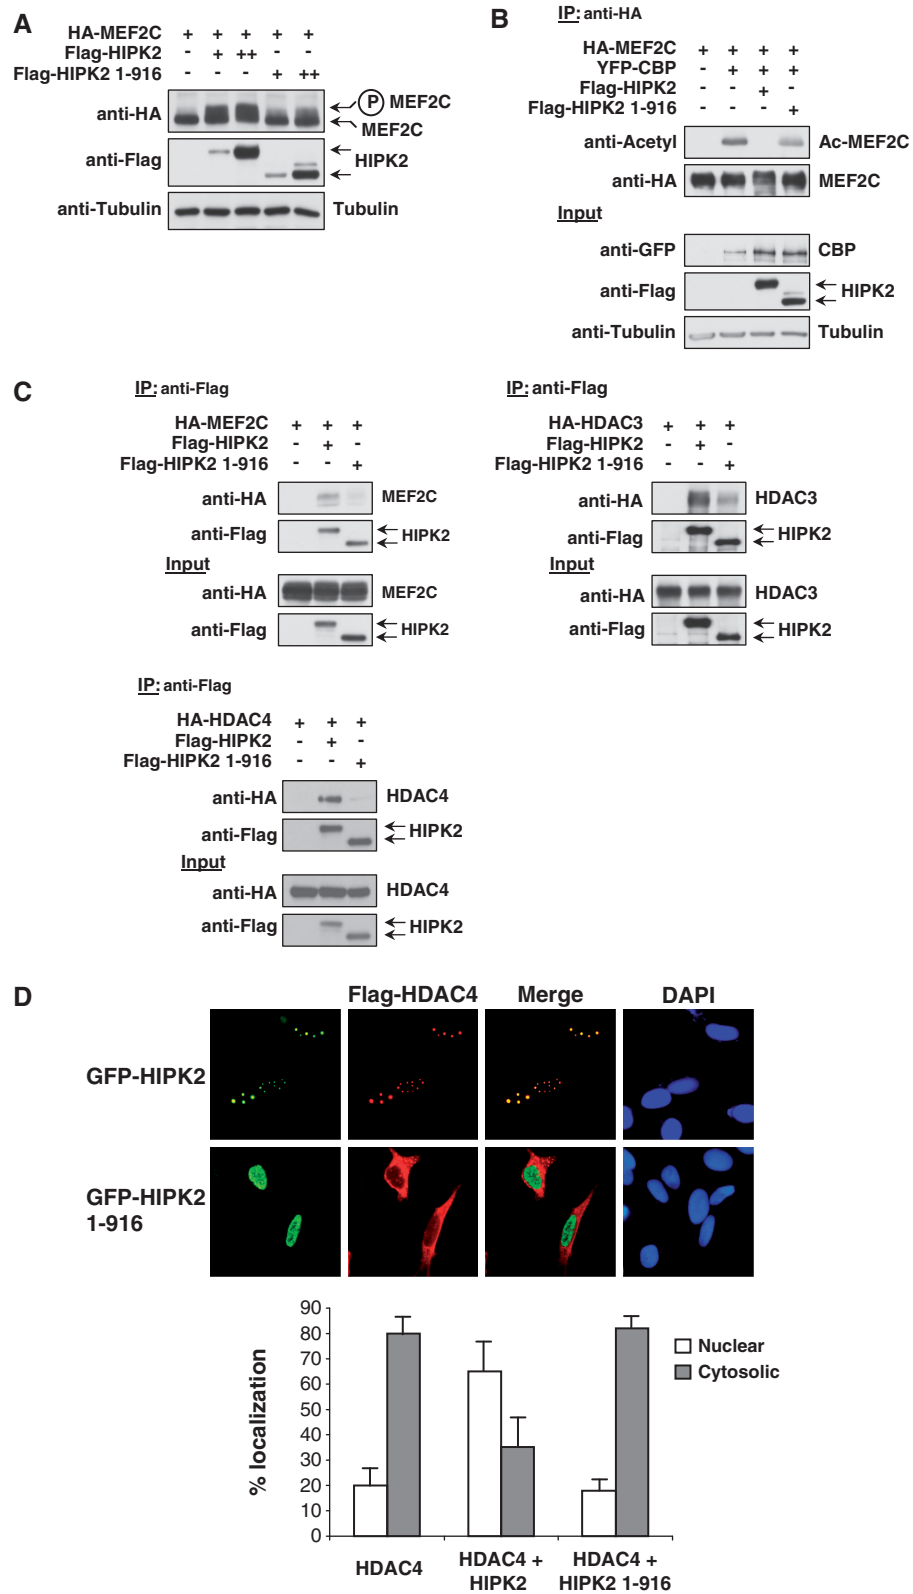 A
HA-MEF2C + + + + +
Flag-HIPK2 - + ++ - -
Flag-HIPK2 1-916 - - - + ++
anti-HA
P MEF2C
MEF2C
anti-Flag HIPK2
anti-Tubulin Tubulin
B
IP: anti-HA
HA-MEF2C + + + +
YFP-CBP - + + +
Flag-HIPK2 - - + -
Flag-HIPK2 1-916 - - - +
anti-Acetyl Ac-MEF2C
anti-HA MEF2C
Input
anti-GFP CBP
anti-Flag HIPK2
anti-Tubulin Tubulin
C
IP: anti-Flag
HA-MEF2C + + +
Flag-HIPK2 - + -
Flag-HIPK2 1-916 - - +
anti-HA MEF2C
anti-Flag HIPK2
Input
anti-HA MEF2C
anti-Flag HIPK2
IP: anti-Flag
HA-HDAC3 + + +
Flag-HIPK2 - + -
Flag-HIPK2 1-916 - - +
anti-HA HDAC3
anti-Flag HIPK2
Input
anti-HA HDAC3
anti-Flag HIPK2
IP: anti-Flag
HA-HDAC4 + + +
Flag-HIPK2 - + -
Flag-HIPK2 1-916 - - +
anti-HA HDAC4
anti-Flag HIPK2
Input
anti-HA HDAC4
anti-Flag HIPK2
D
Flag-HDAC4 Merge DAPI
GFP-HIPK2
GFP-HIPK2
1-916
% localization
90
80
70
60
50
40
30
20
10
0
Nuclear
Cytosolic
HDAC4
HDAC4 +
HIPK2
HDAC4 +
HIPK2 1-916